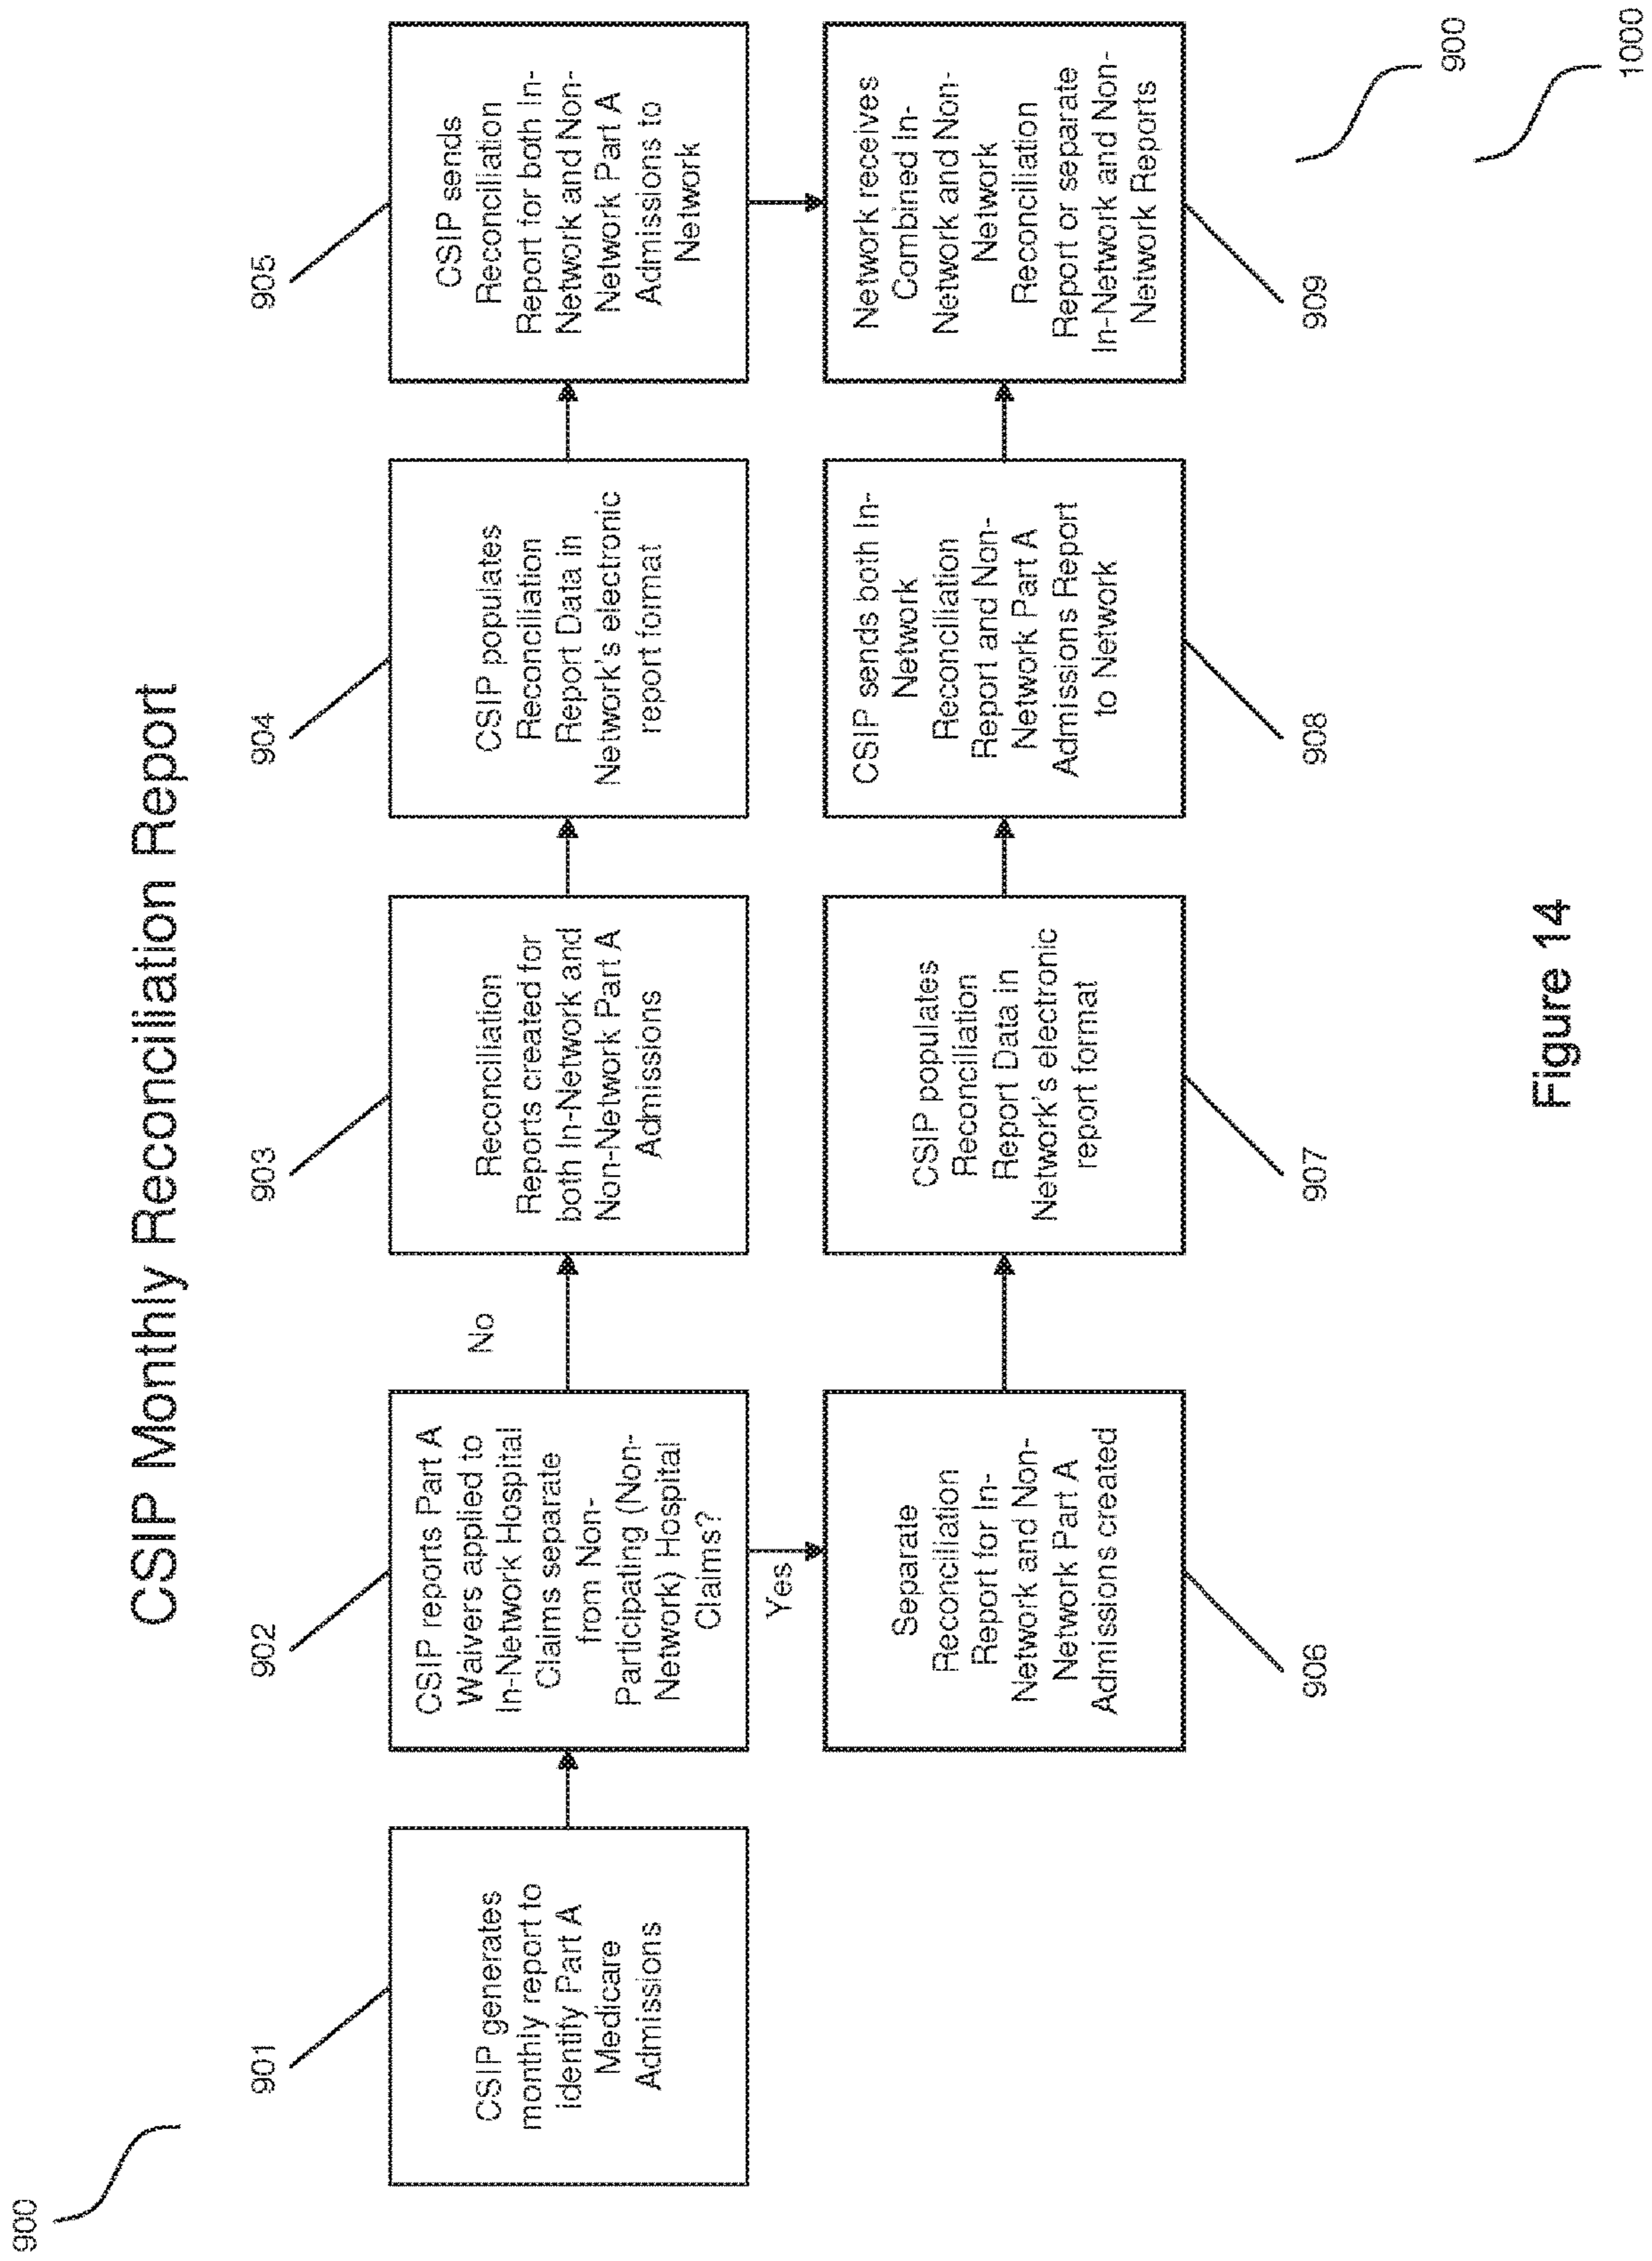 CSIP Monthly Reconciliation Report
900
901
CSIP generates
monthly report to
identify Part A
Medicare
Admissions
902
CSIP reports Part A
Waivers applied to
In-Network Hospital
Claims separate
from Non-
Participating (Non-
Network) Hospital
Claims?
No
Yes
903
Reconciliation
Reports created for
both In-Network and
Non-Network Part A
Admissions
904
CSIP populates
Reconciliation
Report Data in
Network's electronic
report format
905
CSIP sends
Reconciliation
Report for both In-
Network and Non-
Network Part A
Admissions to
Network
Separate
Reconciliation
Report for In-
Network and Non-
Network Part A
Admissions created
906
CSIP populates
Reconciliation
Report Data in
Network's electronic
report format
907
CSIP sends both In-
Network
Reconciliation
Report and Non-
Network Part A
Admissions Report
to Network
908
Network receives
Combined In-
Network and Non-
Network
Reconciliation
Report or separate
In-Network and Non-
Network Reports
909
900
1000
Figure 14